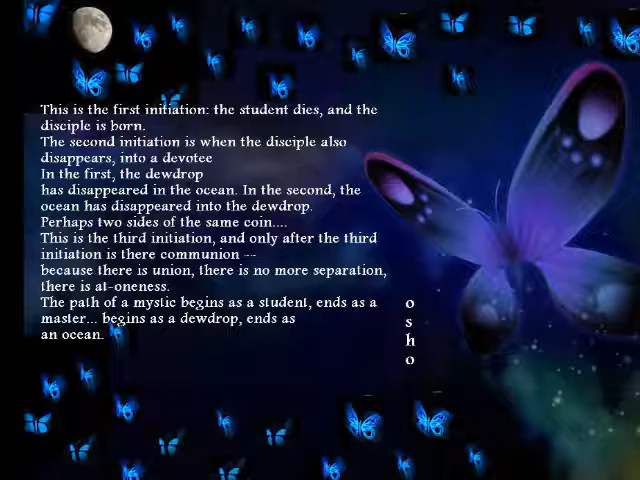 This is the first initiation: the student dies, and the
disciple is born.
The second initiation is when the disciple also
disappears, into a devotee
In the first, the dewdrop
has disappeared in the ocean. In the second, the
ocean has disappeared into the dewdrop.
Perhaps two sides of the same coin....
This is the third initiation, and only after the third
initiation is there communion --
because there is union, there is no more separation,
there is at-oneness.
The path of a mystic begins as a student, ends as a
master... begins as a dewdrop, ends as
an ocean.
o
s
h
o